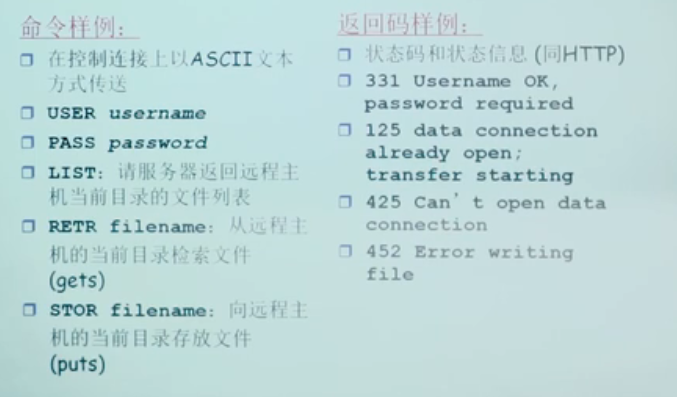 命令样例：
在控制连接上以ASCII文本
方式传送
USER username
PASS password
LIST：请服务器返回远程主
机当前目录的文件列表
RETR filename：从远程主
机的当前目录检索文件
(gets)
STOR filename：向远程主
机的当前目录存放文件
(puts)
返回码样例：
状态码和状态信息 (同HTTP)
331 Username OK,
password required
125 data connection
already open;
transfer starting
425 Can't open data
connection
452 Error writing
file